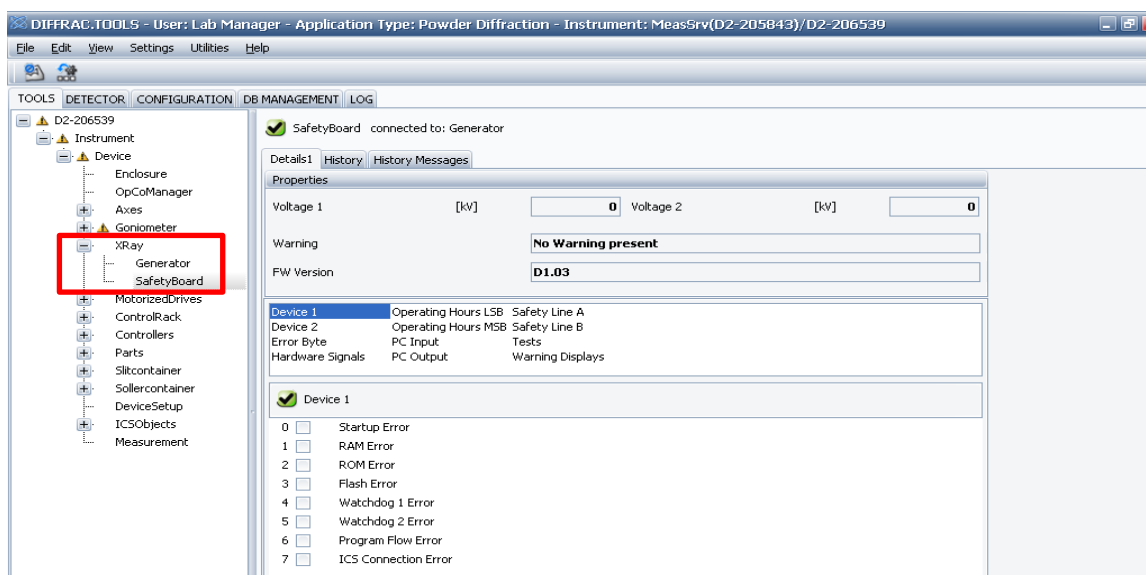 DIFFRAC.TOOLS - User: Lab Manager - Application Type: Powder Diffraction - Instrument: MeasSrv(D2-205843)/D2-206539
File Edit View Settings Utilities Help
TOOLS DETECTOR CONFIGURATION DB MANAGEMENT LOG
D2-206539
Instrument
Device
Enclosure
OpCoManager
Axes
Goniometer
XRay
Generator
SafetyBoard
MotorizedDrives
ControlRack
Controllers
Parts
Slitcontainer
Sollercontainer
DeviceSetup
ICSObjects
Measurement
SafetyBoard connected to: Generator
Details1 History History Messages
Properties
Voltage 1 [kV] 0 Voltage 2 [kV] 0
Warning No Warning present
FW Version D1.03
Device 1 Operating Hours LSB Safety Line A
Device 2 Operating Hours MSB Safety Line B
Error Byte PC Input Tests
Hardware Signals PC Output Warning Displays
Device 1
0 Startup Error
1 RAM Error
2 ROM Error
3 Flash Error
4 Watchdog 1 Error
5 Watchdog 2 Error
6 Program Flow Error
7 ICS Connection Error